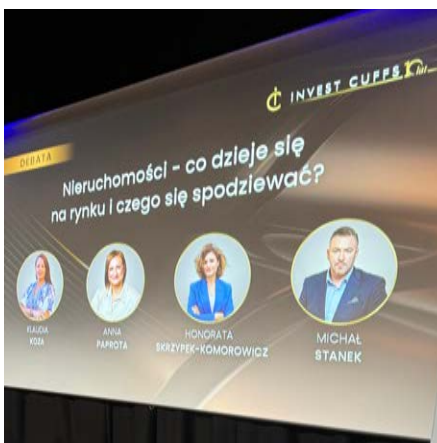 INVEST CUFFS
DEBATA
Nieruchomości - co dzieje się
na rynku i czego się spodziewać?
KLAUDIA
KOZA
ANNA
PAPROTA
HONORATA
SKRZYPEK-KOMOROWICZ
MICHAŁ
STANEK